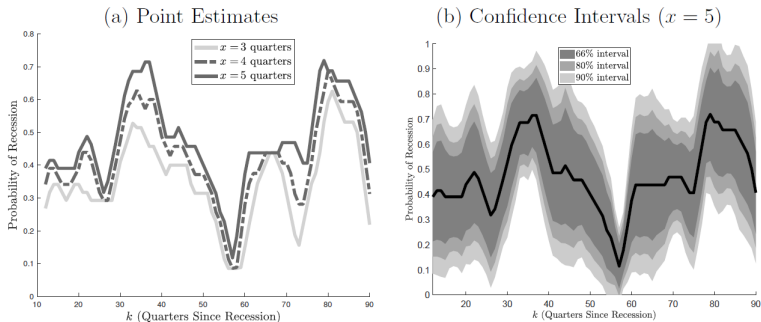 (a) Point Estimates
0.8
0.7
0.6
0.5
0.4
0.3
0.2
0.1
0
Probability of Recession
x = 3 quarters
x = 4 quarters
x = 5 quarters
10 20 30 40 50 60 70 80 90
k (Quarters Since Recession)
(b) Confidence Intervals (x = 5)
1
0.9
0.8
0.7
0.6
0.5
0.4
0.3
0.2
0.1
0
Probability of Recession
66% interval
80% interval
90% interval
20 30 40 50 60 70 80 90
k (Quarters Since Recession)